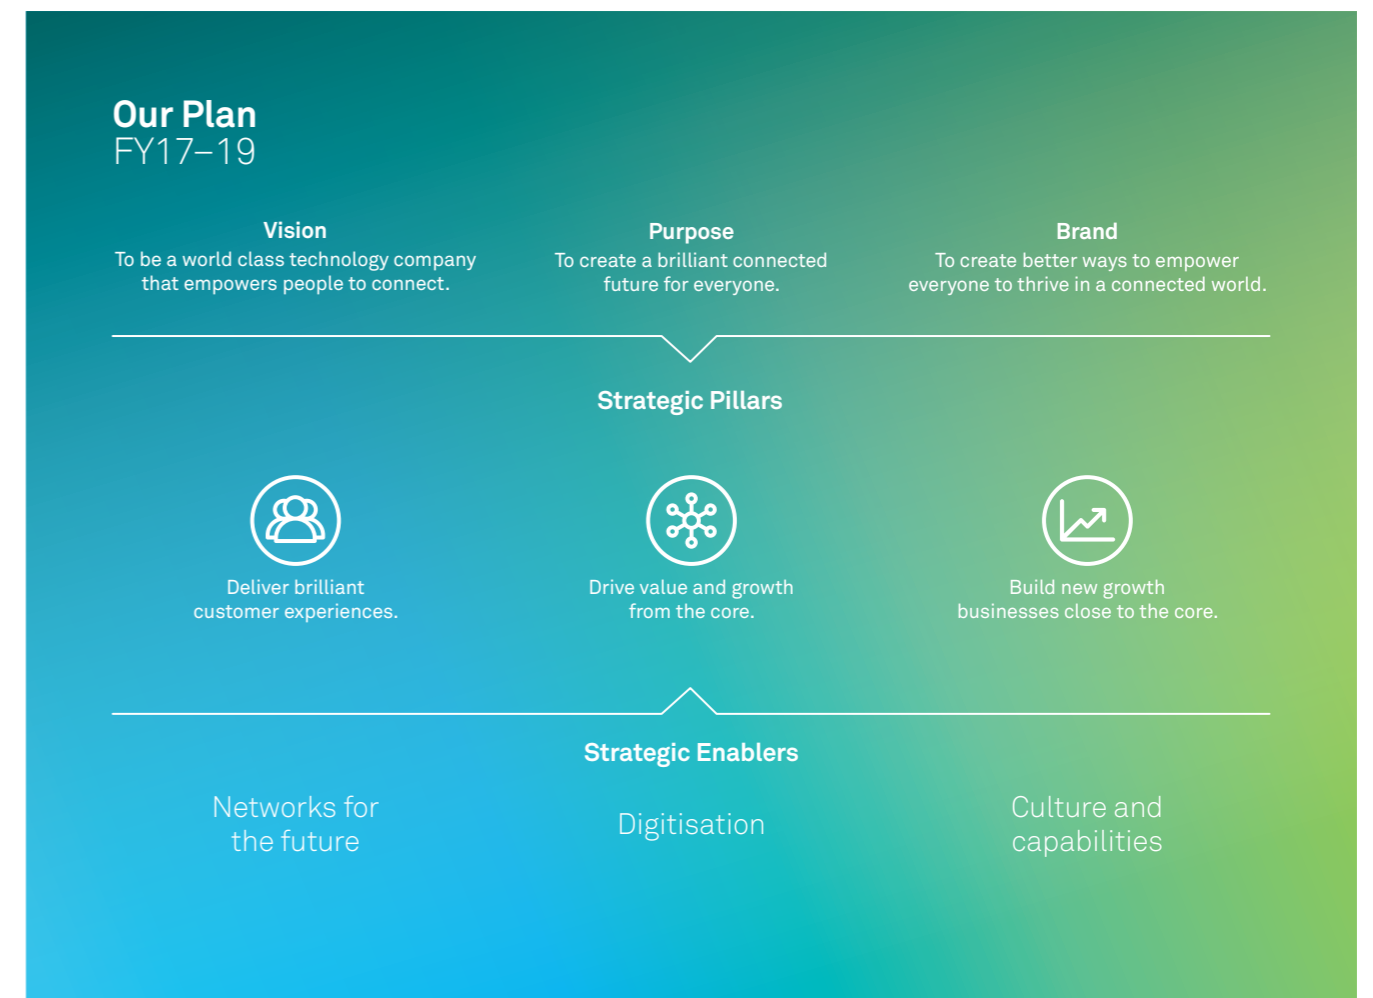 Our Plan
FY17–19
Vision
To be a world class technology company
that empowers people to connect.
Purpose
To create a brilliant connected
future for everyone.
Brand
To create better ways to empower
everyone to thrive in a connected world.
Strategic Pillars
Deliver brilliant
customer experiences.
Drive value and growth
from the core.
Build new growth
businesses close to the core.
Strategic Enablers
Networks for
the future
Digitisation
Culture and
capabilities